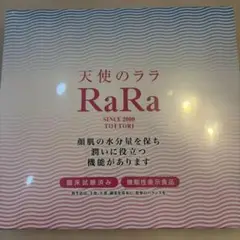 天使のララ
RaRa
SINCE 2000
TOTTORI
顔肌の水分量を保ち
潤いに役立つ
機能があります
臨床試験済み
機能性表示食品